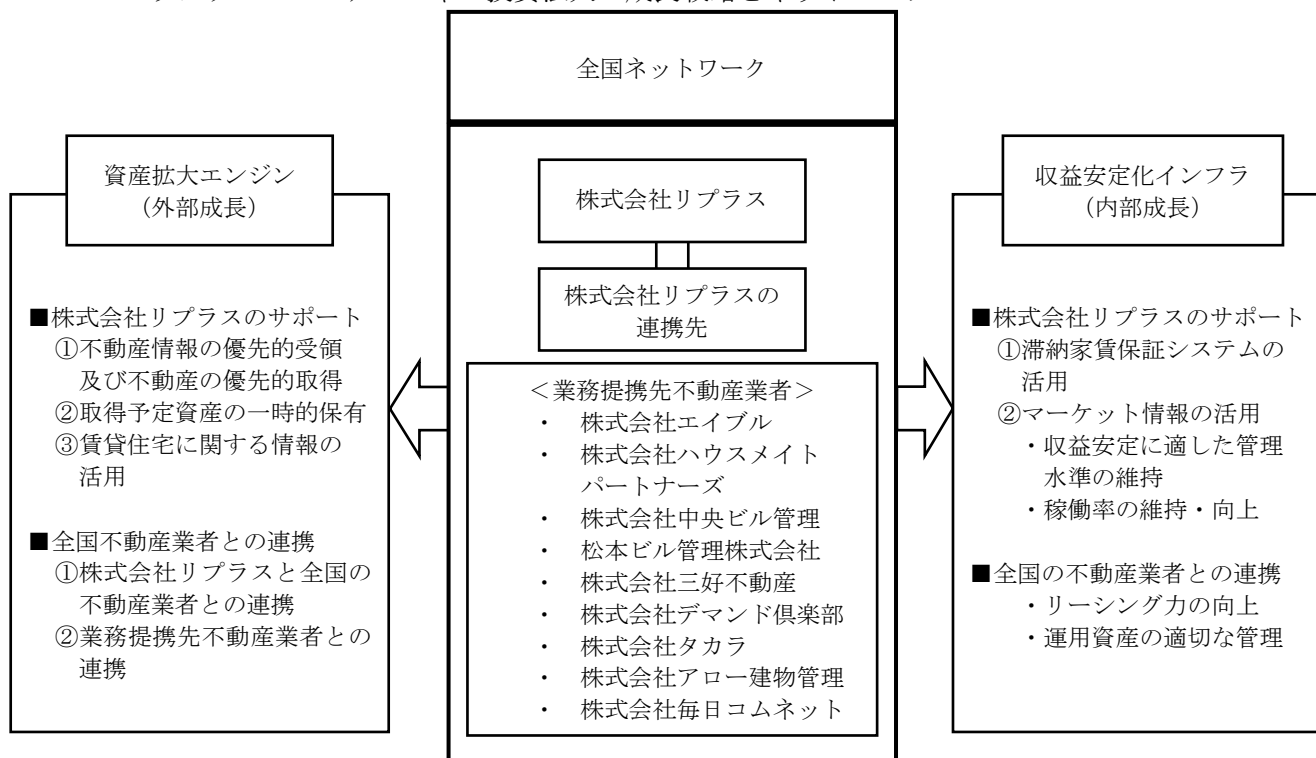 全国ネットワーク
資産拡大エンジン
（外部成長）
■株式会社リプラスのサポート
①不動産情報の優先的受領
及び不動産の優先的取得
②取得予定資産の一時的保有
③賃貸住宅に関する情報の
活用
■全国不動産業者との連携
①株式会社リプラスと全国の
不動産業者との連携
②業務提携先不動産業者との
連携
株式会社リプラス
株式会社リプラスの
連携先
＜業務提携先不動産業者＞
・ 株式会社エイブル
・ 株式会社ハウスメイト
パートナーズ
・ 株式会社中央ビル管理
・ 松本ビル管理株式会社
・ 株式会社三好不動産
・ 株式会社デマンド倶楽部
・ 株式会社タカラ
・ 株式会社アロー建物管理
・ 株式会社毎日コムネット
収益安定化インフラ
（内部成長）
■株式会社リプラスのサポート
①滞納家賃保証システムの
活用
②マーケット情報の活用
・収益安定に適した管理
水準の維持
・稼働率の維持・向上
■全国の不動産業者との連携
・リーシング力の向上
・運用資産の適切な管理